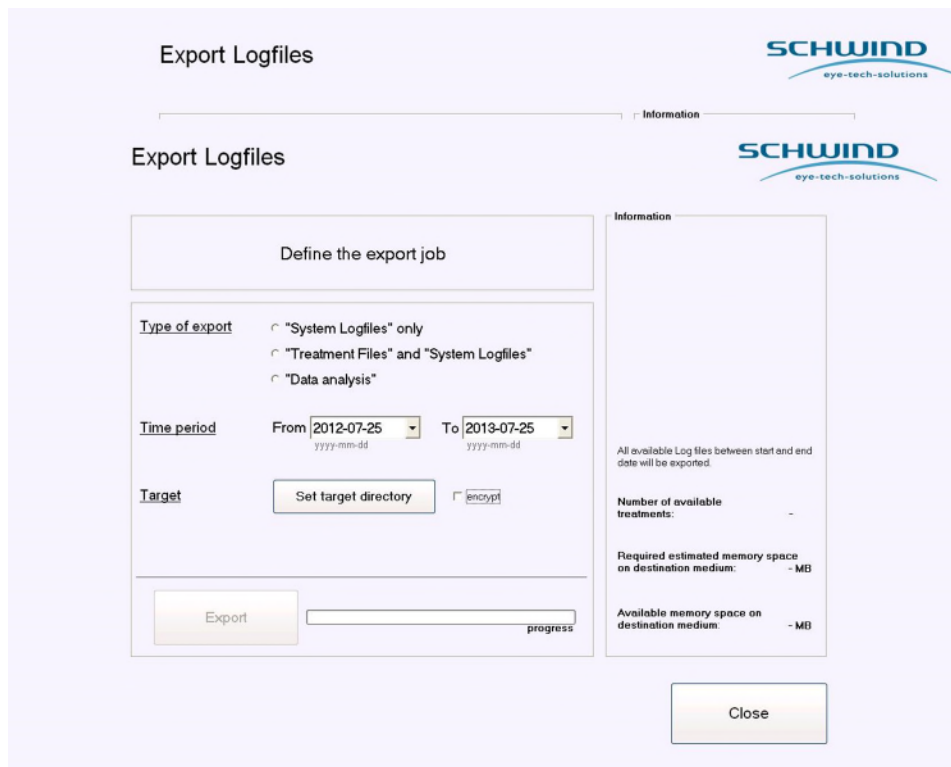 Export Logfiles
SCHWIND
eye-tech-solutions
Information
Export Logfiles
SCHWIND
eye-tech-solutions
Information
Define the export job
Type of export
"System Logfiles" only
"Treatment Files" and "System Logfiles"
"Data analysis"
Time period
From 2012-07-25 To 2013-07-25
yyyy-mm-dd yyyy-mm-dd
All available Log files between start and end
date will be exported.
Target
Set target directory
encrypt
Number of available
treatments: -
Required estimated memory space
on destination medium: - MB
Export
progress
Available memory space on
destination medium: - MB
Close